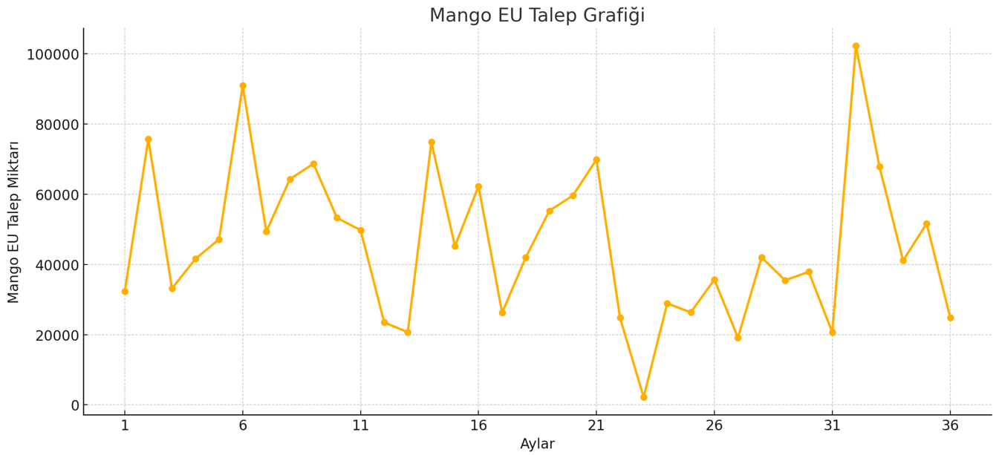 Mango EU Talep Grafiği
Mango EU Talep Miktarı
100000
80000
60000
40000
20000
0
1 6 11 16 21 26 31 36
Aylar